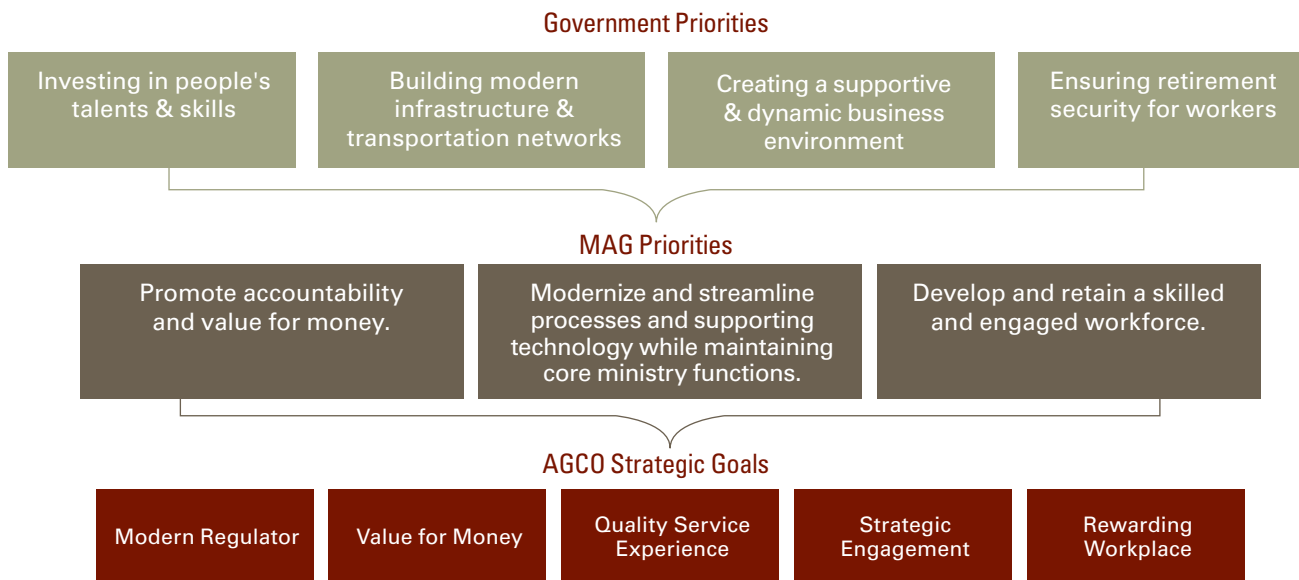 Government Priorities
Investing in people's
talents & skills
Building modern
infrastructure &
transportation networks
Creating a supportive
& dynamic business
environment
Ensuring retirement
security for workers
MAG Priorities
Promote accountability
and value for money.
Modernize and streamline
processes and supporting
technology while maintaining
core ministry functions.
Develop and retain a skilled
and engaged workforce.
AGCO Strategic Goals
Modern Regulator
Value for Money
Quality Service
Experience
Strategic
Engagement
Rewarding
Workplace